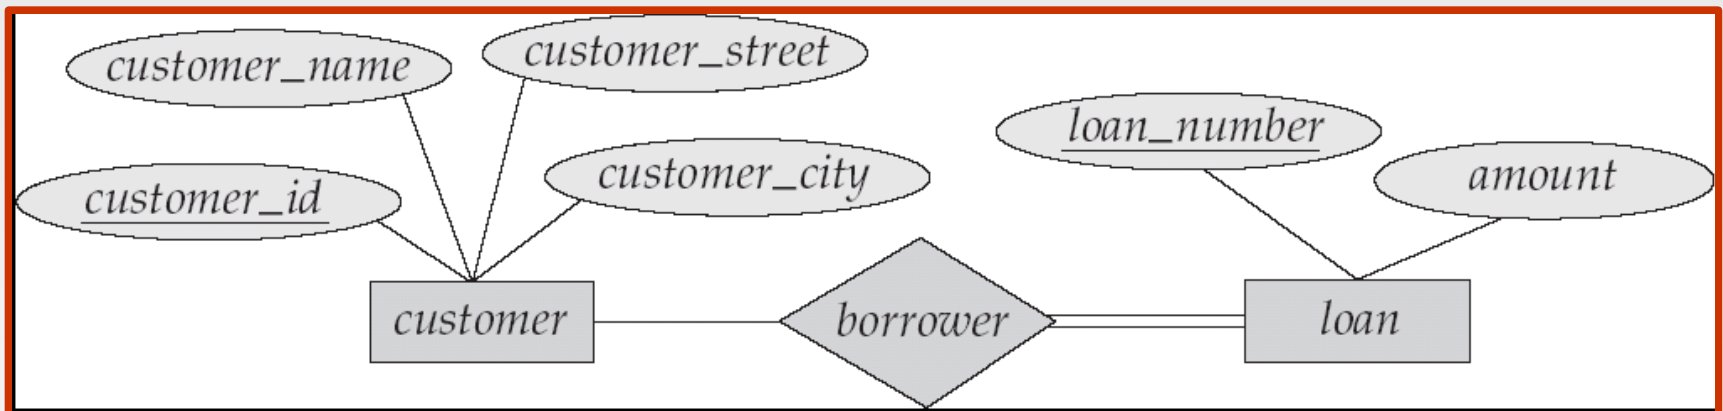 customer_name
customer_street
customer_id
customer_city
loan_number
amount
customer
borrower
loan